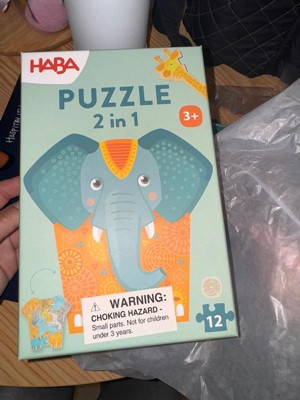 HABA
PUZZLE
2 in 1
3+
WARNING:
CHOKING HAZARD -
Small parts. Not for children
under 3 years.
12